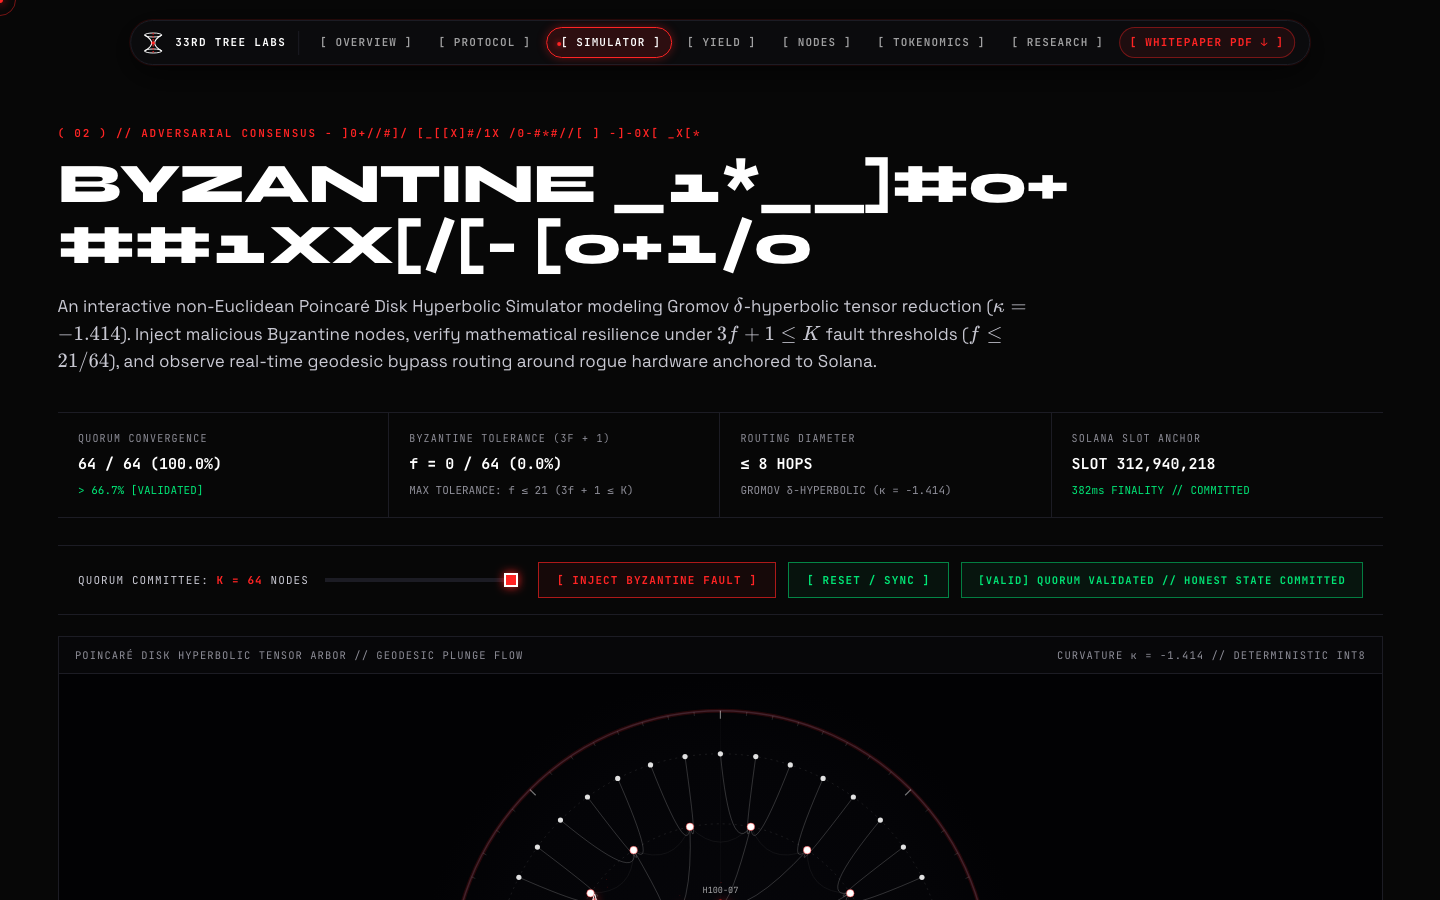 33RD TREE LABS
[ OVERVIEW ]
[ PROTOCOL ]
[ SIMULATOR ]
[ YIELD ]
[ NODES ]
[ TOKENOMICS ]
[ RESEARCH ]
[ WHITEPAPER PDF ↓ ]
( 02 ) // ADVERSARIAL CONSENSUS - ]0+//#]/ [_[[X]#/1X /0-#*#//[ ] -]-0X[ _X[*
BYZANTINE _1*__]#0+
##1XX[/[- [0+1/0
An interactive non-Euclidean Poincaré Disk Hyperbolic Simulator modeling Gromov δ-hyperbolic tensor reduction (κ =
−1.414). Inject malicious Byzantine nodes, verify mathematical resilience under 3f + 1 ≤ K fault thresholds (f ≤
21/64), and observe real-time geodesic bypass routing around rogue hardware anchored to Solana.
QUORUM CONVERGENCE
64 / 64 (100.0%)
> 66.7% [VALIDATED]
BYZANTINE TOLERANCE (3F + 1)
f = 0 / 64 (0.0%)
MAX TOLERANCE: f ≤ 21 (3f + 1 ≤ K)
ROUTING DIAMETER
≤ 8 HOPS
GROMOV δ-HYPERBOLIC (κ = -1.414)
SOLANA SLOT ANCHOR
SLOT 312,940,218
382ms FINALITY // COMMITTED
QUORUM COMMITTEE: K = 64 NODES
[ INJECT BYZANTINE FAULT ]
[ RESET / SYNC ]
[VALID] QUORUM VALIDATED // HONEST STATE COMMITTED
POINCARÉ DISK HYPERBOLIC TENSOR ARBOR // GEODESIC PLUNGE FLOW
CURVATURE κ = -1.414 // DETERMINISTIC INT8
H100-07